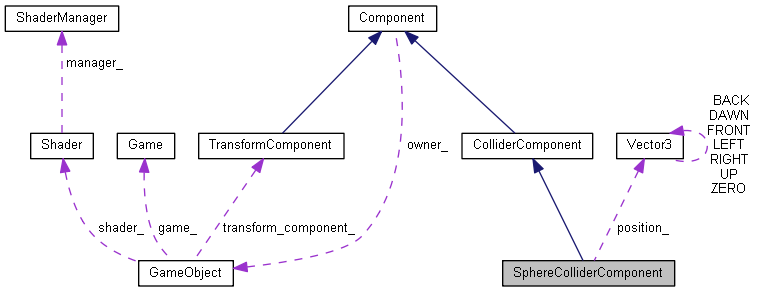 ShaderManager
Component
manager_
BACK
DAWN
FRONT
LEFT
RIGHT
UP
ZERO
Shader
Game
TransformComponent
owner_
ColliderComponent
Vector3
shader_
game_
transform_component_
position_
GameObject
SphereColliderComponent